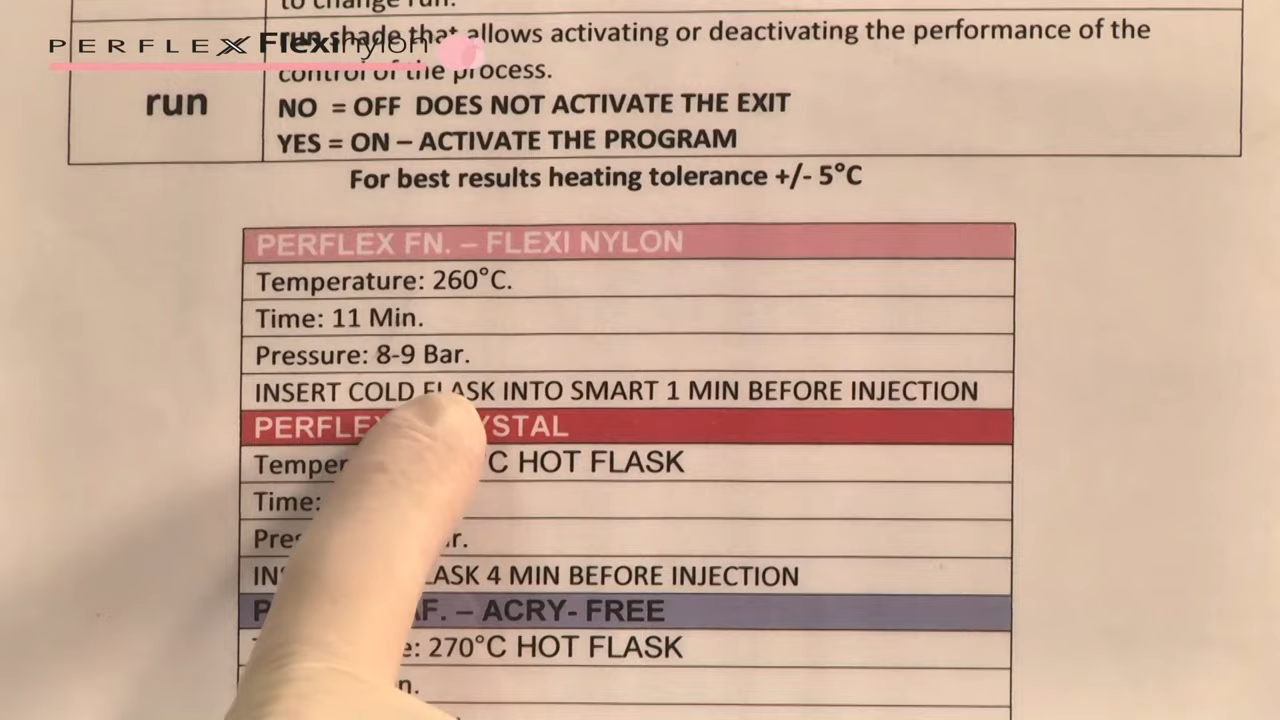 to change run.
PERFLEX Flexinylon
run shade that allows activating or deactivating the performance of the
control of the process.
run
NO = OFF DOES NOT ACTIVATE THE EXIT
YES = ON – ACTIVATE THE PROGRAM
For best results heating tolerance +/- 5°C
PERFLEX FN. – FLEXI NYLON
Temperature: 260°C.
Time: 11 Min.
Pressure: 8-9 Bar.
INSERT COLD FLASK INTO SMART 1 MIN BEFORE INJECTION
PERFLEX YSTAL
Temper °C HOT FLASK
Time:
Pres r.
IN LASK 4 MIN BEFORE INJECTION
P AF. – ACRY- FREE
e: 270°C HOT FLASK
n.